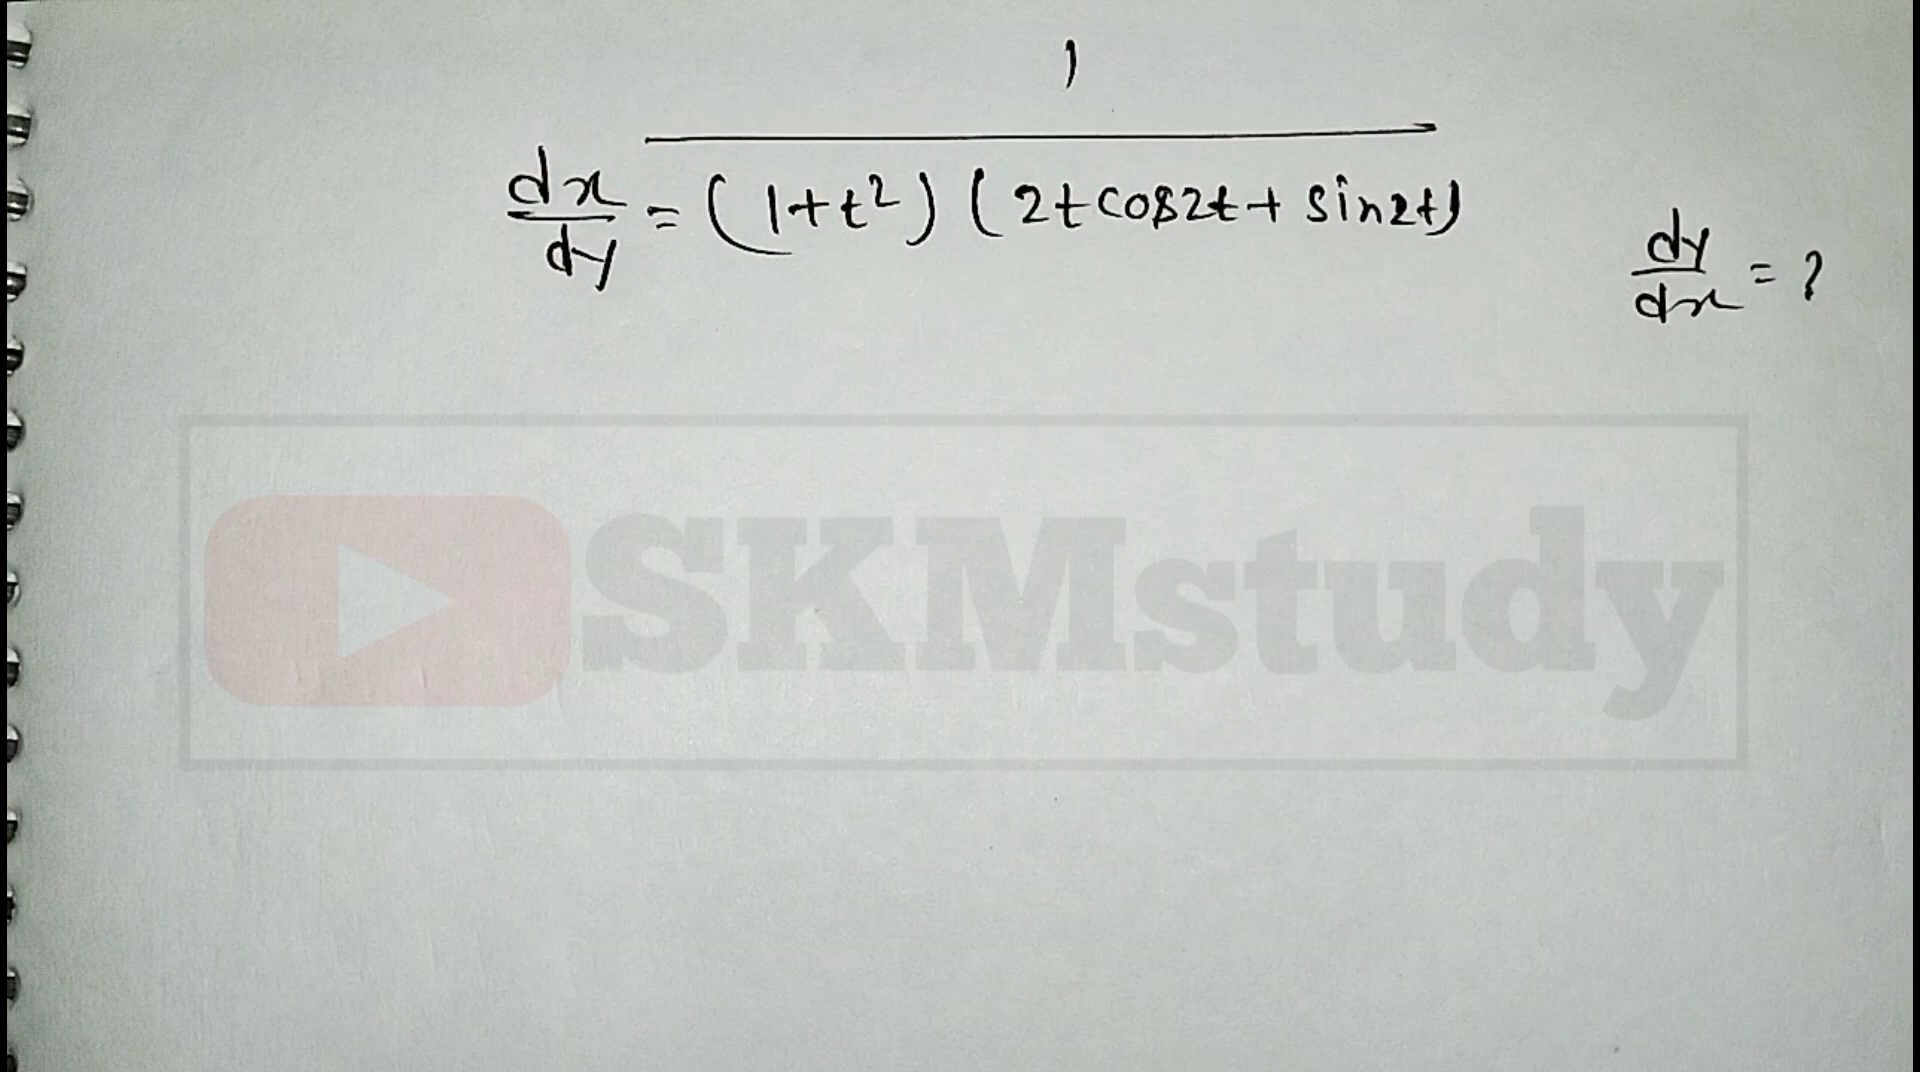 1
dx/dy = (1+t²) (2t cos2t + sin2t)
dy/dx = ?
SKMstudy